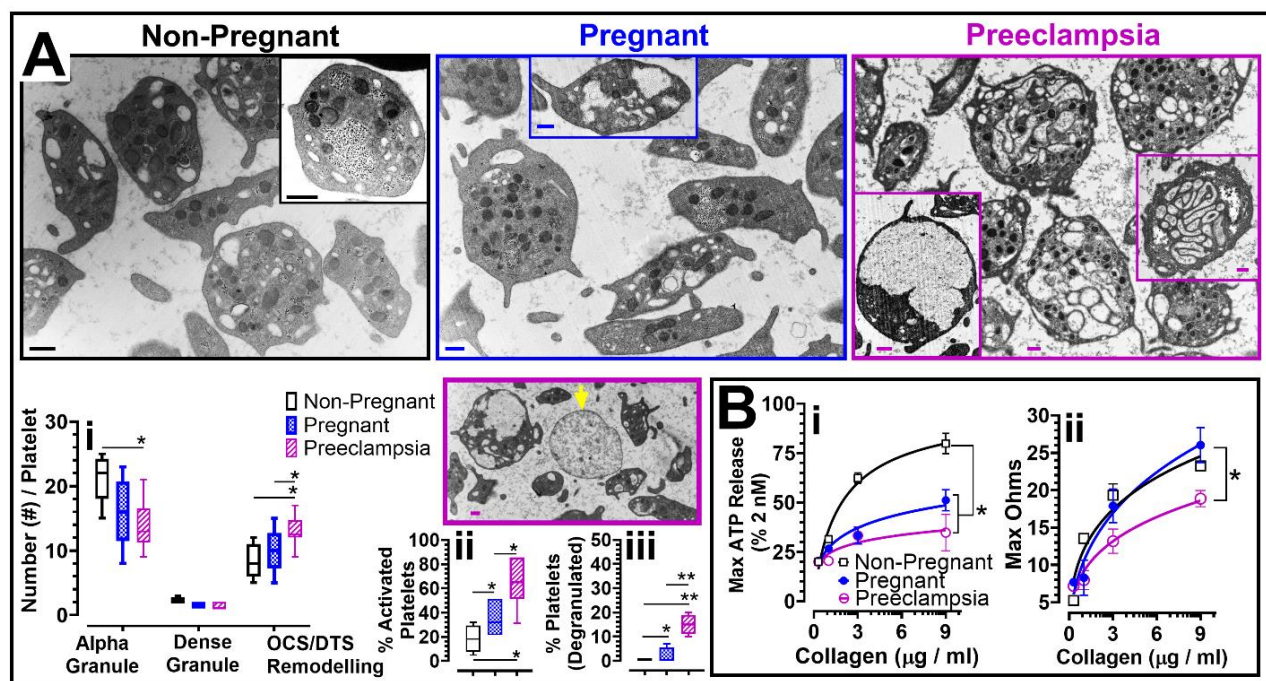 A
Non-Pregnant
Pregnant
Preeclampsia
Number (#) / Platelet
30
20
10
0
i
Non-Pregnant
Pregnant
Preeclampsia
*
*
*
Alpha
Granule
Dense
Granule
OCS/DTS
Remodelling
% Activated
Platelets
100
80
60
40
20
0
ii
*
*
*
% Platelets
(Degranulated)
50
40
30
20
10
0
iii
**
**
*
B
Max ATP Release
(% 2 nM)
100
75
50
25
0
i
*
Non-Pregnant
Pregnant
Preeclampsia
0
3
6
9
Collagen (μg / ml)
Max Ohms
30
25
20
15
10
5
ii
*
0
3
6
9
Collagen (μg / ml)